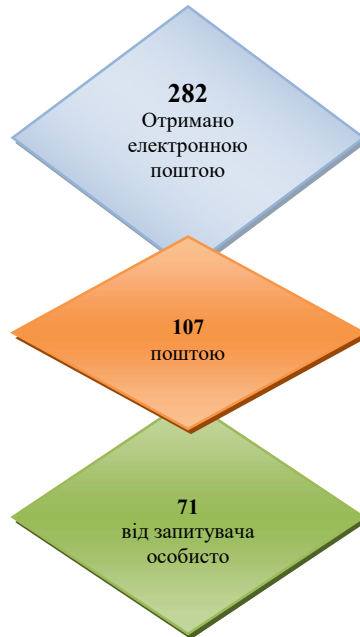 282
Отримано
електронною
поштою
107
поштою
71
від запитувача
особисто